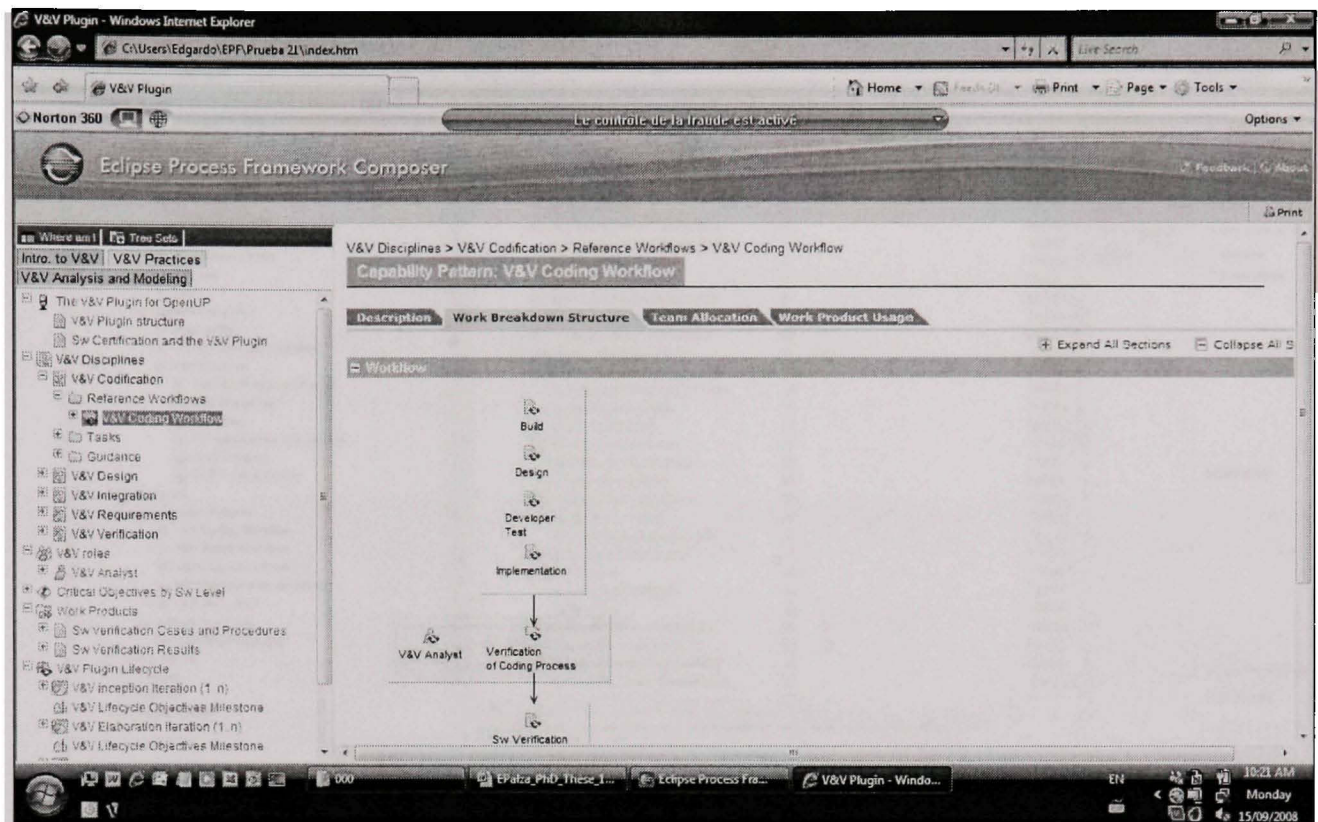 V&V Plugin - Windows Internet Explorer
C:\Users\Edgardo\EPF\Prueba 21\index.htm
Live Search
V&V Plugin
Home
Print
Page
Tools
Norton 360
Le contrôle de la fraude est activé
Options
Eclipse Process Framework Composer
Feedback About
Print
Where am I Tree Sets
Intro. to V&V V&V Practices
V&V Analysis and Modeling
The V&V Plugin for OpenUP
V&V Plugin structure
Sw Certification and the V&V Plugin
V&V Disciplines
V&V Codification
Reference Workflows
V&V Coding Workflow
Tasks
Guidance
V&V Design
V&V Integration
V&V Requirements
V&V Verification
V&V roles
V&V Analyst
Critical Objectives by Sw Level
Work Products
Sw Verification Cases and Procedures
Sw Verification Results
V&V Plugin Lifecycle
V&V Inception Iteration (1..n)
V&V Lifecycle Objectives Milestone
V&V Elaboration Iteration (1..n)
V&V Lifecycle Objectives Milestone
V&V Disciplines > V&V Codification > Reference Workflows > V&V Coding Workflow
Capability Pattern: V&V Coding Workflow
Description Work Breakdown Structure Team Allocation Work Product Usage
Expand All Sections Collapse All S
Workflow
Build
Design
Developer
Test
Implementation
V&V Analyst
Verification
of Coding Process
Sw Verification
000
EPalza_PhD_These_1...
Eclipse Process Fra...
V&V Plugin - Windo...
EN
10:21 AM
Monday
15/09/2008